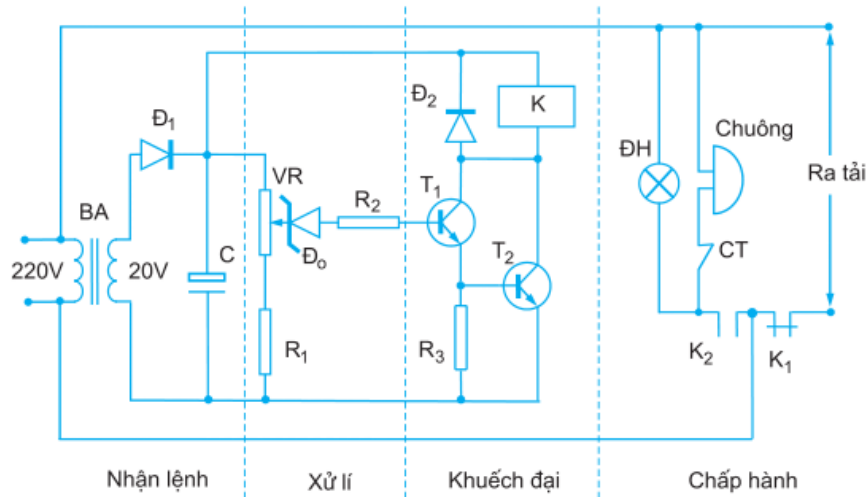 Đ₁
BA
220V
20V
C
VR
Đₒ
R₁
R₂
Đ₂
K
T₁
T₂
R₃
ĐH
Chuông
Ra tải
CT
K₂
K₁
Nhận lệnh
Xử lí
Khuếch đại
Chấp hành